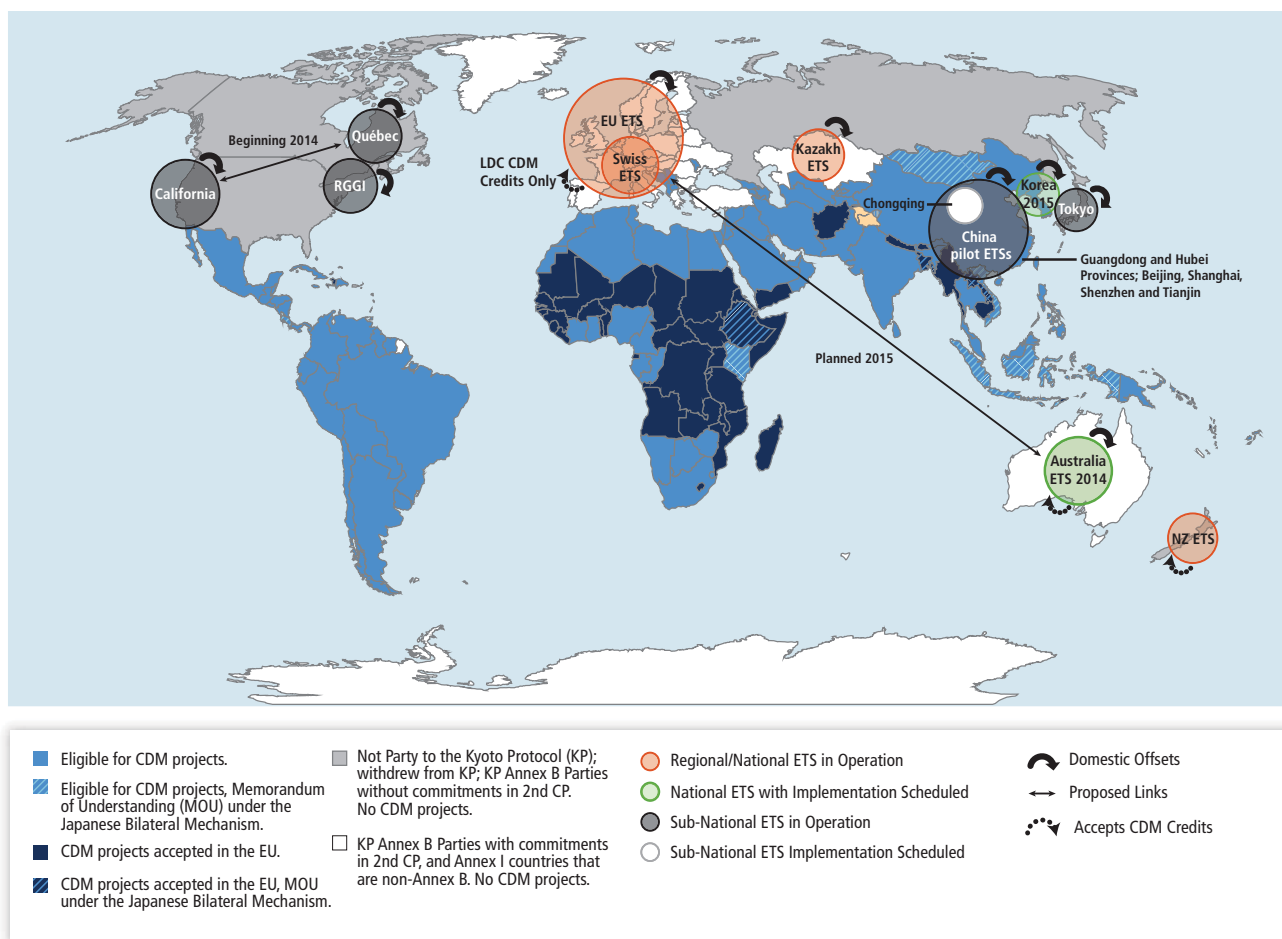 Beginning 2014
Québec
California
RGGI
EU ETS
Swiss
ETS
LDC CDM
Credits Only
Kazakh
ETS
Chongqing
China
pilot ETSs
Korea
2015
Tokyo
Guangdong and Hubei
Provinces; Beijing, Shanghai,
Shenzhen and Tianjin
Planned 2015
Australia
ETS 2014
NZ ETS
Eligible for CDM projects.
Eligible for CDM projects, Memorandum
of Understanding (MOU) under the
Japanese Bilateral Mechanism.
CDM projects accepted in the EU.
CDM projects accepted in the EU, MOU
under the Japanese Bilateral Mechanism.
Not Party to the Kyoto Protocol (KP);
withdrew from KP; KP Annex B Parties
without commitments in 2nd CP.
No CDM projects.
KP Annex B Parties with commitments
in 2nd CP, and Annex I countries that
are non-Annex B. No CDM projects.
Regional/National ETS in Operation
National ETS with Implementation Scheduled
Sub-National ETS in Operation
Sub-National ETS Implementation Scheduled
Domestic Offsets
Proposed Links
Accepts CDM Credits